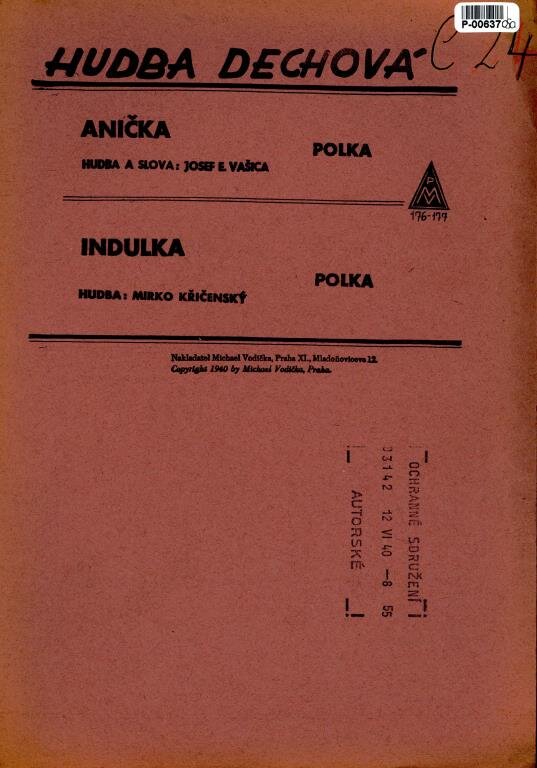 P-00637
C 24
HUDBA DECHOVÁ
ANIČKA
POLKA
HUDBA A SLOVA: JOSEF E. VAŠICA
PM
176-177
INDULKA
POLKA
HUDBA: MIRKO KŘIČENSKÝ
Nakladatel Michael Vodička, Praha XI., Mladoňovicova 12.
Copyright 1940 by Michael Vodička, Praha.
OCHRANNÉ SDRUŽENÍ
03142 12 VI 40 —8 55
AUTORSKÉ